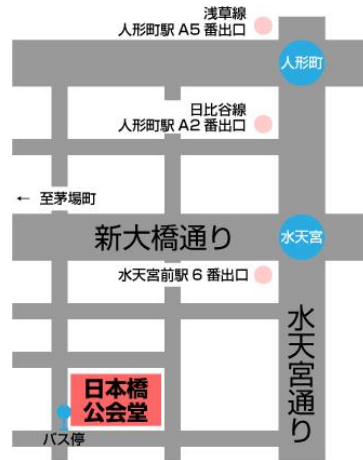 浅草線
人形町駅 A5 番出口
人形町
日比谷線
人形町駅 A2 番出口
← 至茅場町
新大橋通り
水天宮
水天宮前駅 6 番出口
水天宮通り
日本橋
公会堂
バス停